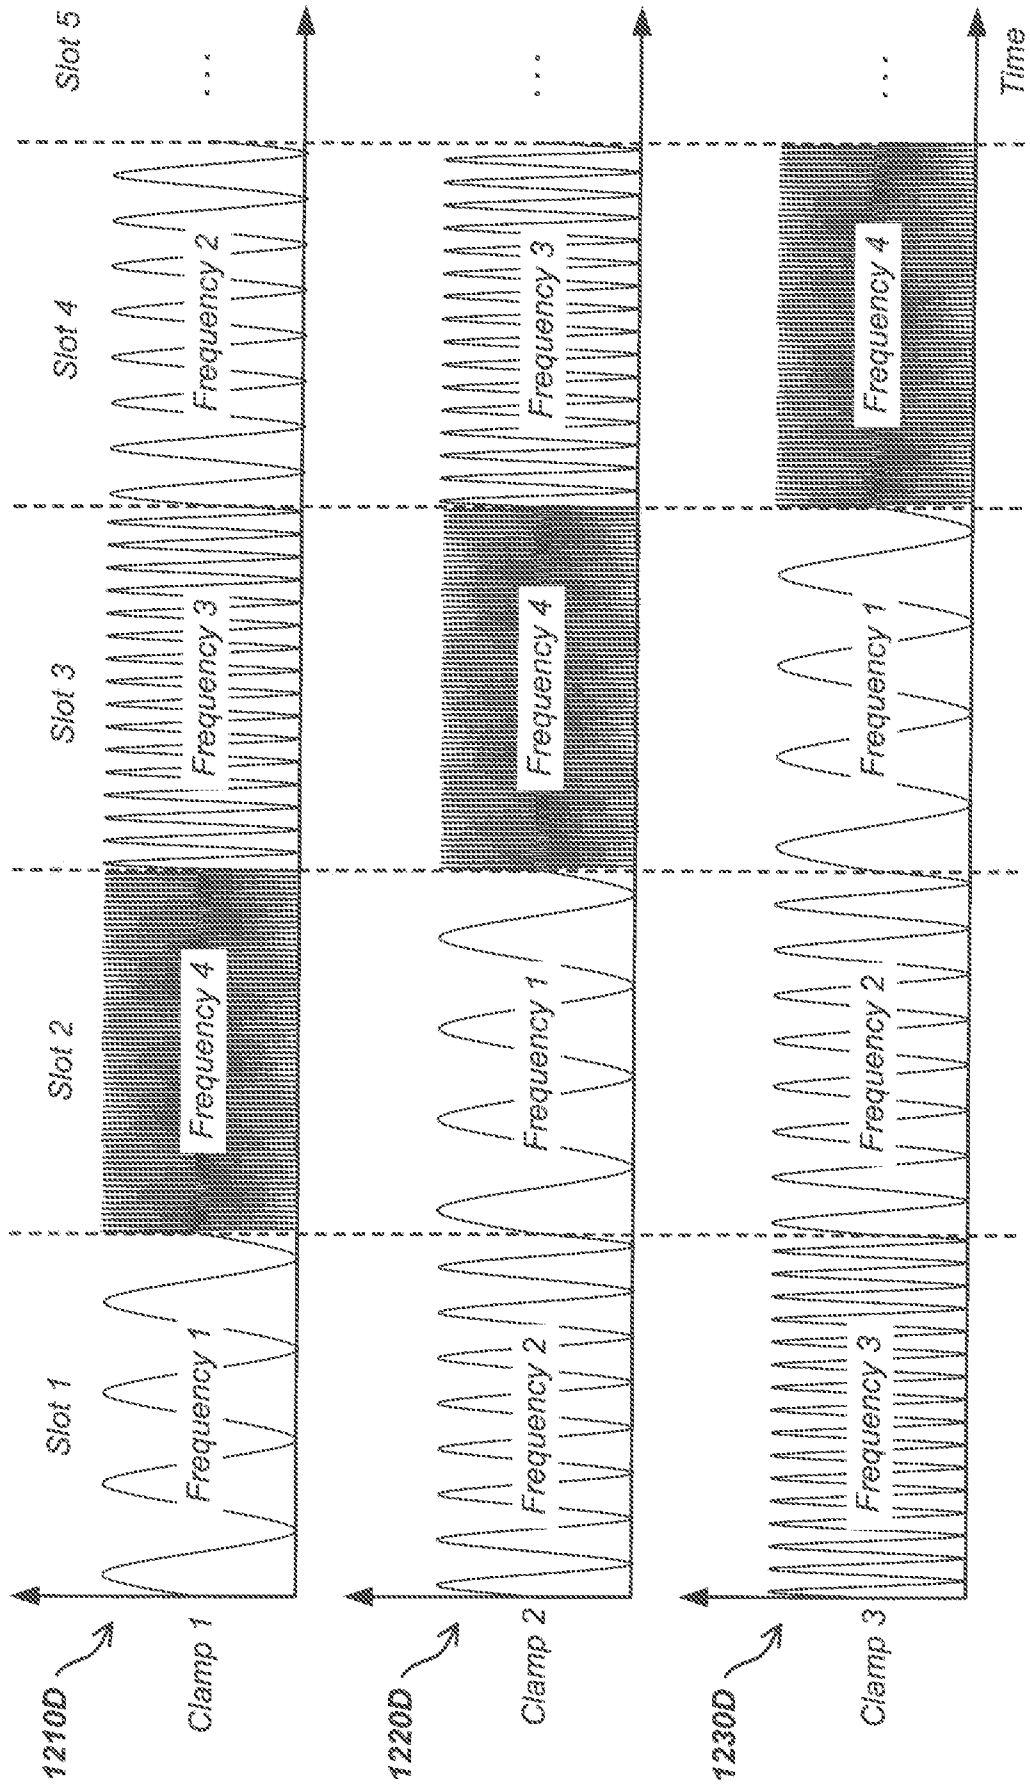 Slot 1
Slot 2
Slot 3
Slot 4
Slot 5
1210D
Clamp 1
Frequency 1
Frequency 4
Frequency 3
Frequency 2
...
1220D
Clamp 2
Frequency 2
Frequency 1
Frequency 4
Frequency 3
...
1230D
Clamp 3
Frequency 3
Frequency 2
Frequency 1
Frequency 4
...
Time